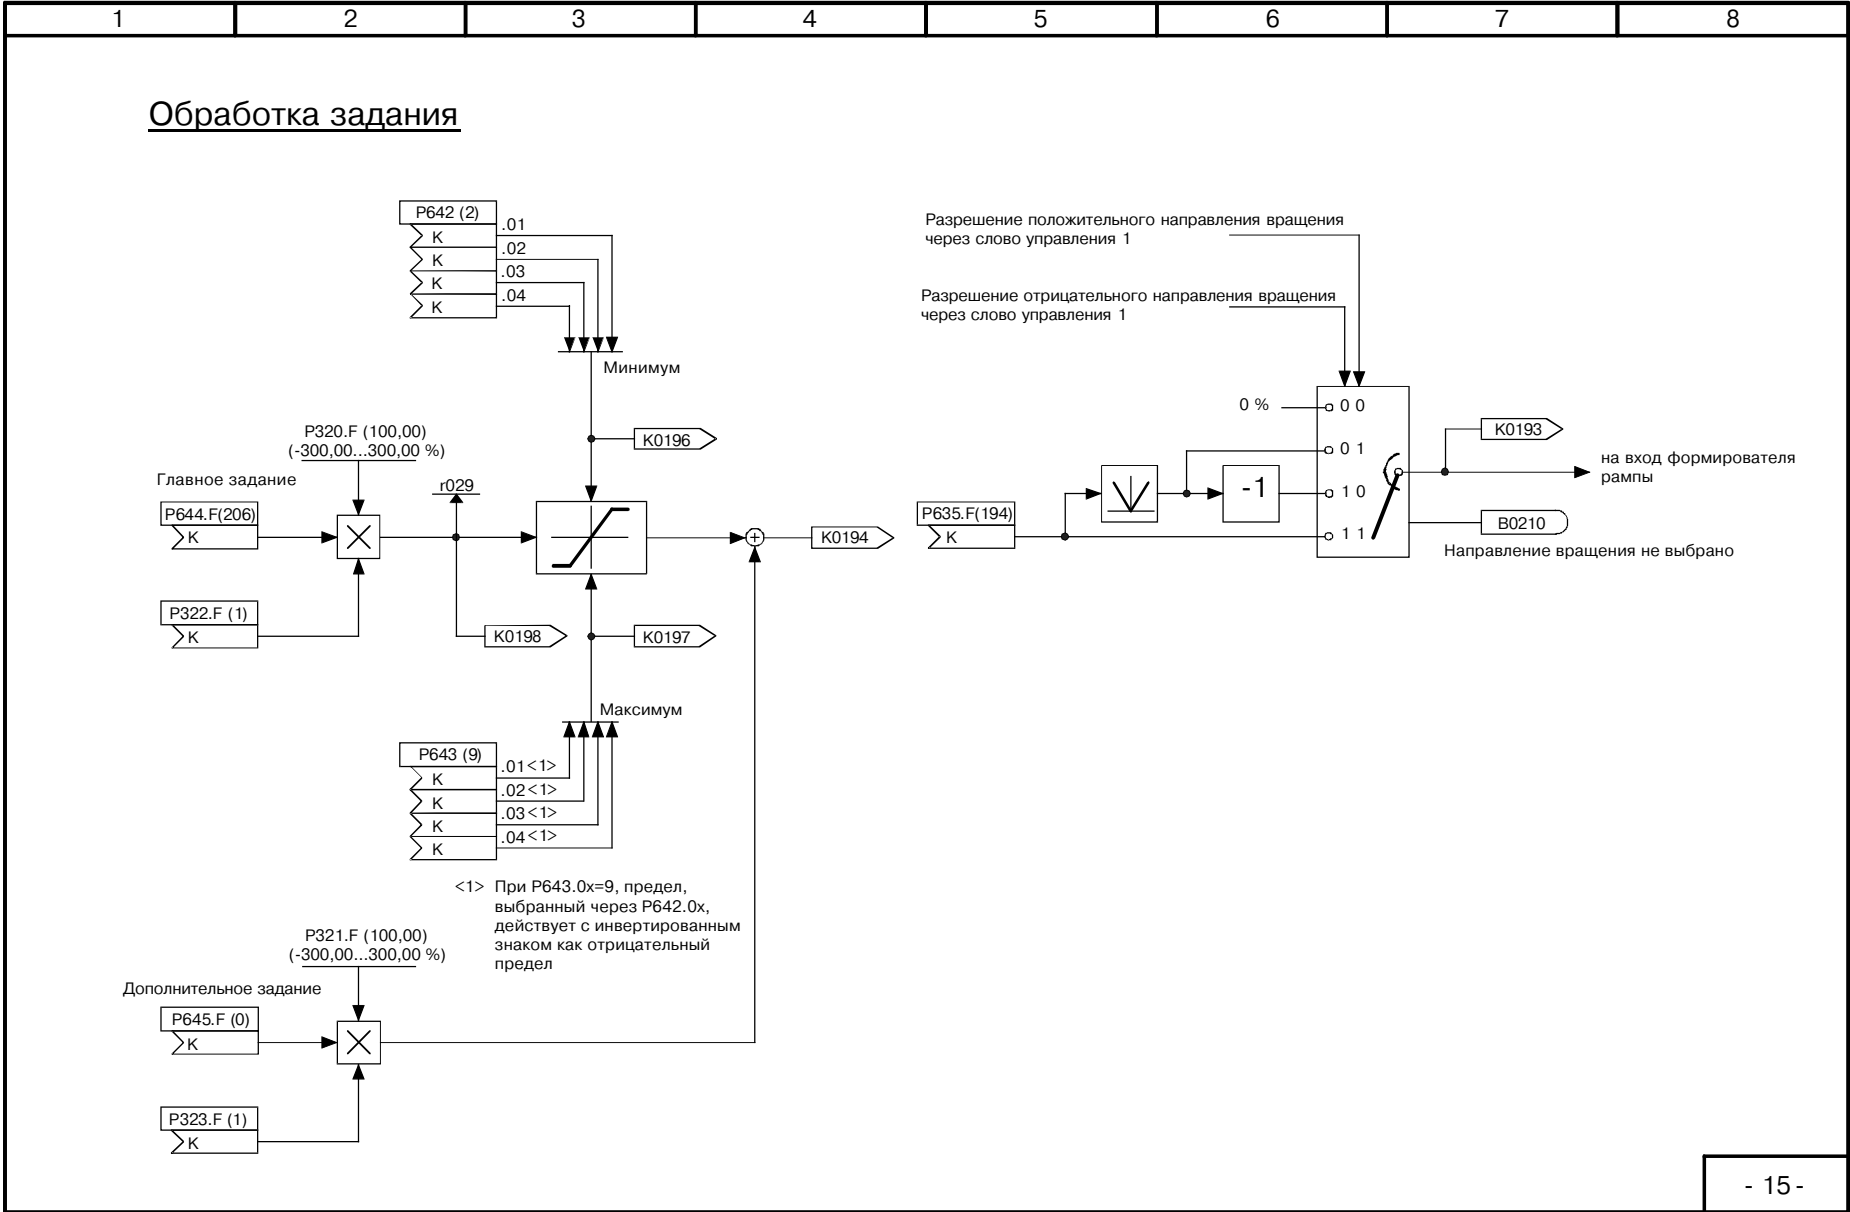 1 2 3 4 5 6 7 8
Обработка задания
P642 (2)
K .01
K .02
K .03
K .04
Минимум
K0196
P320.F (100,00)
(-300,00...300,00 %)
Главное задание
P644.F(206)
K
r029
K0194
P322.F (1)
K
K0198
K0197
Максимум
P643 (9)
K .01<1>
K .02<1>
K .03<1>
K .04<1>
<1> При P643.0x=9, предел,
выбранный через P642.0x,
действует с инвертированным
знаком как отрицательный
предел
P321.F (100,00)
(-300,00...300,00 %)
Дополнительное задание
P645.F (0)
K
P323.F (1)
K
Разрешение положительного направления вращения
через слово управления 1
Разрешение отрицательного направления вращения
через слово управления 1
0 %
0 0
0 1
1 0
1 1
-1
P635.F(194)
K
K0193
на вход формирователя
рампы
B0210
Направление вращения не выбрано
- 15 -